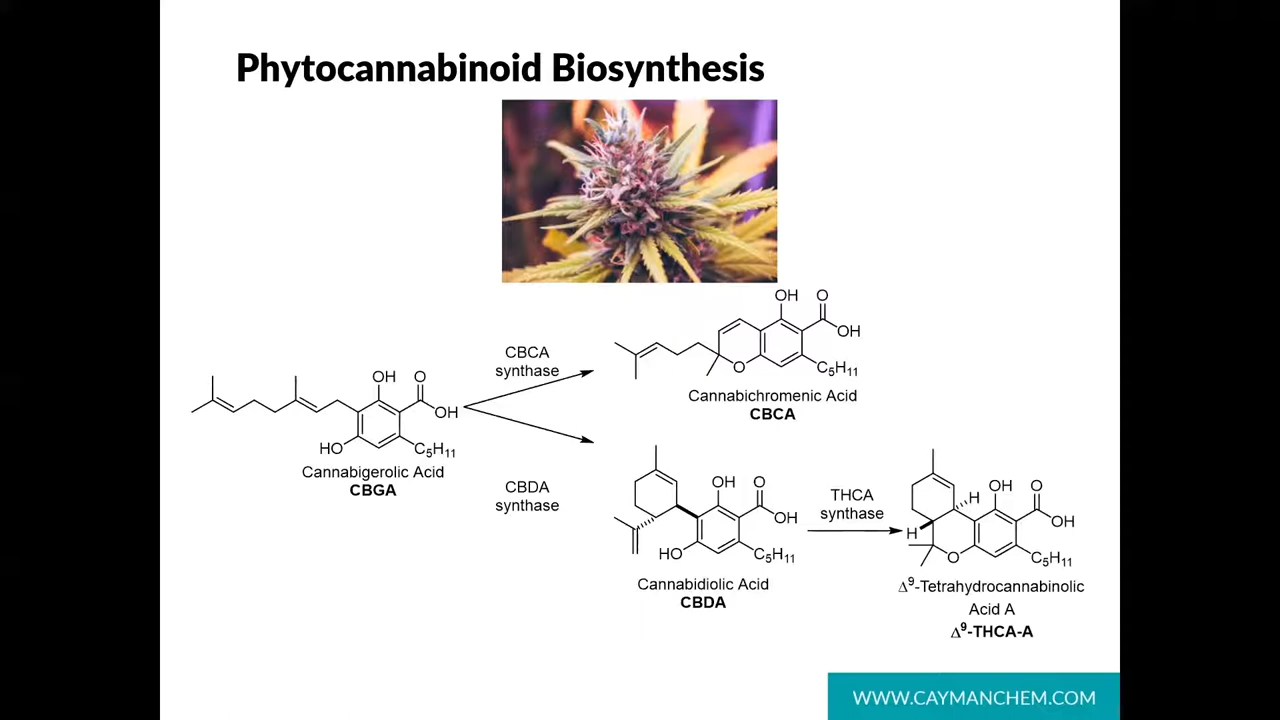 Phytocannabinoid Biosynthesis
OH
O
OH
C5H11
O
CBCA
synthase
Cannabichromenic Acid
CBCA
OH
O
OH
HO
C5H11
Cannabigerolic Acid
CBGA
CBDA
synthase
OH
O
OH
HO
C5H11
Cannabidiolic Acid
CBDA
THCA
synthase
H
OH
O
OH
H
O
C5H11
Δ9-Tetrahydrocannabinolic
Acid A
Δ9-THCA-A
WWW.CAYMANCHEM.COM